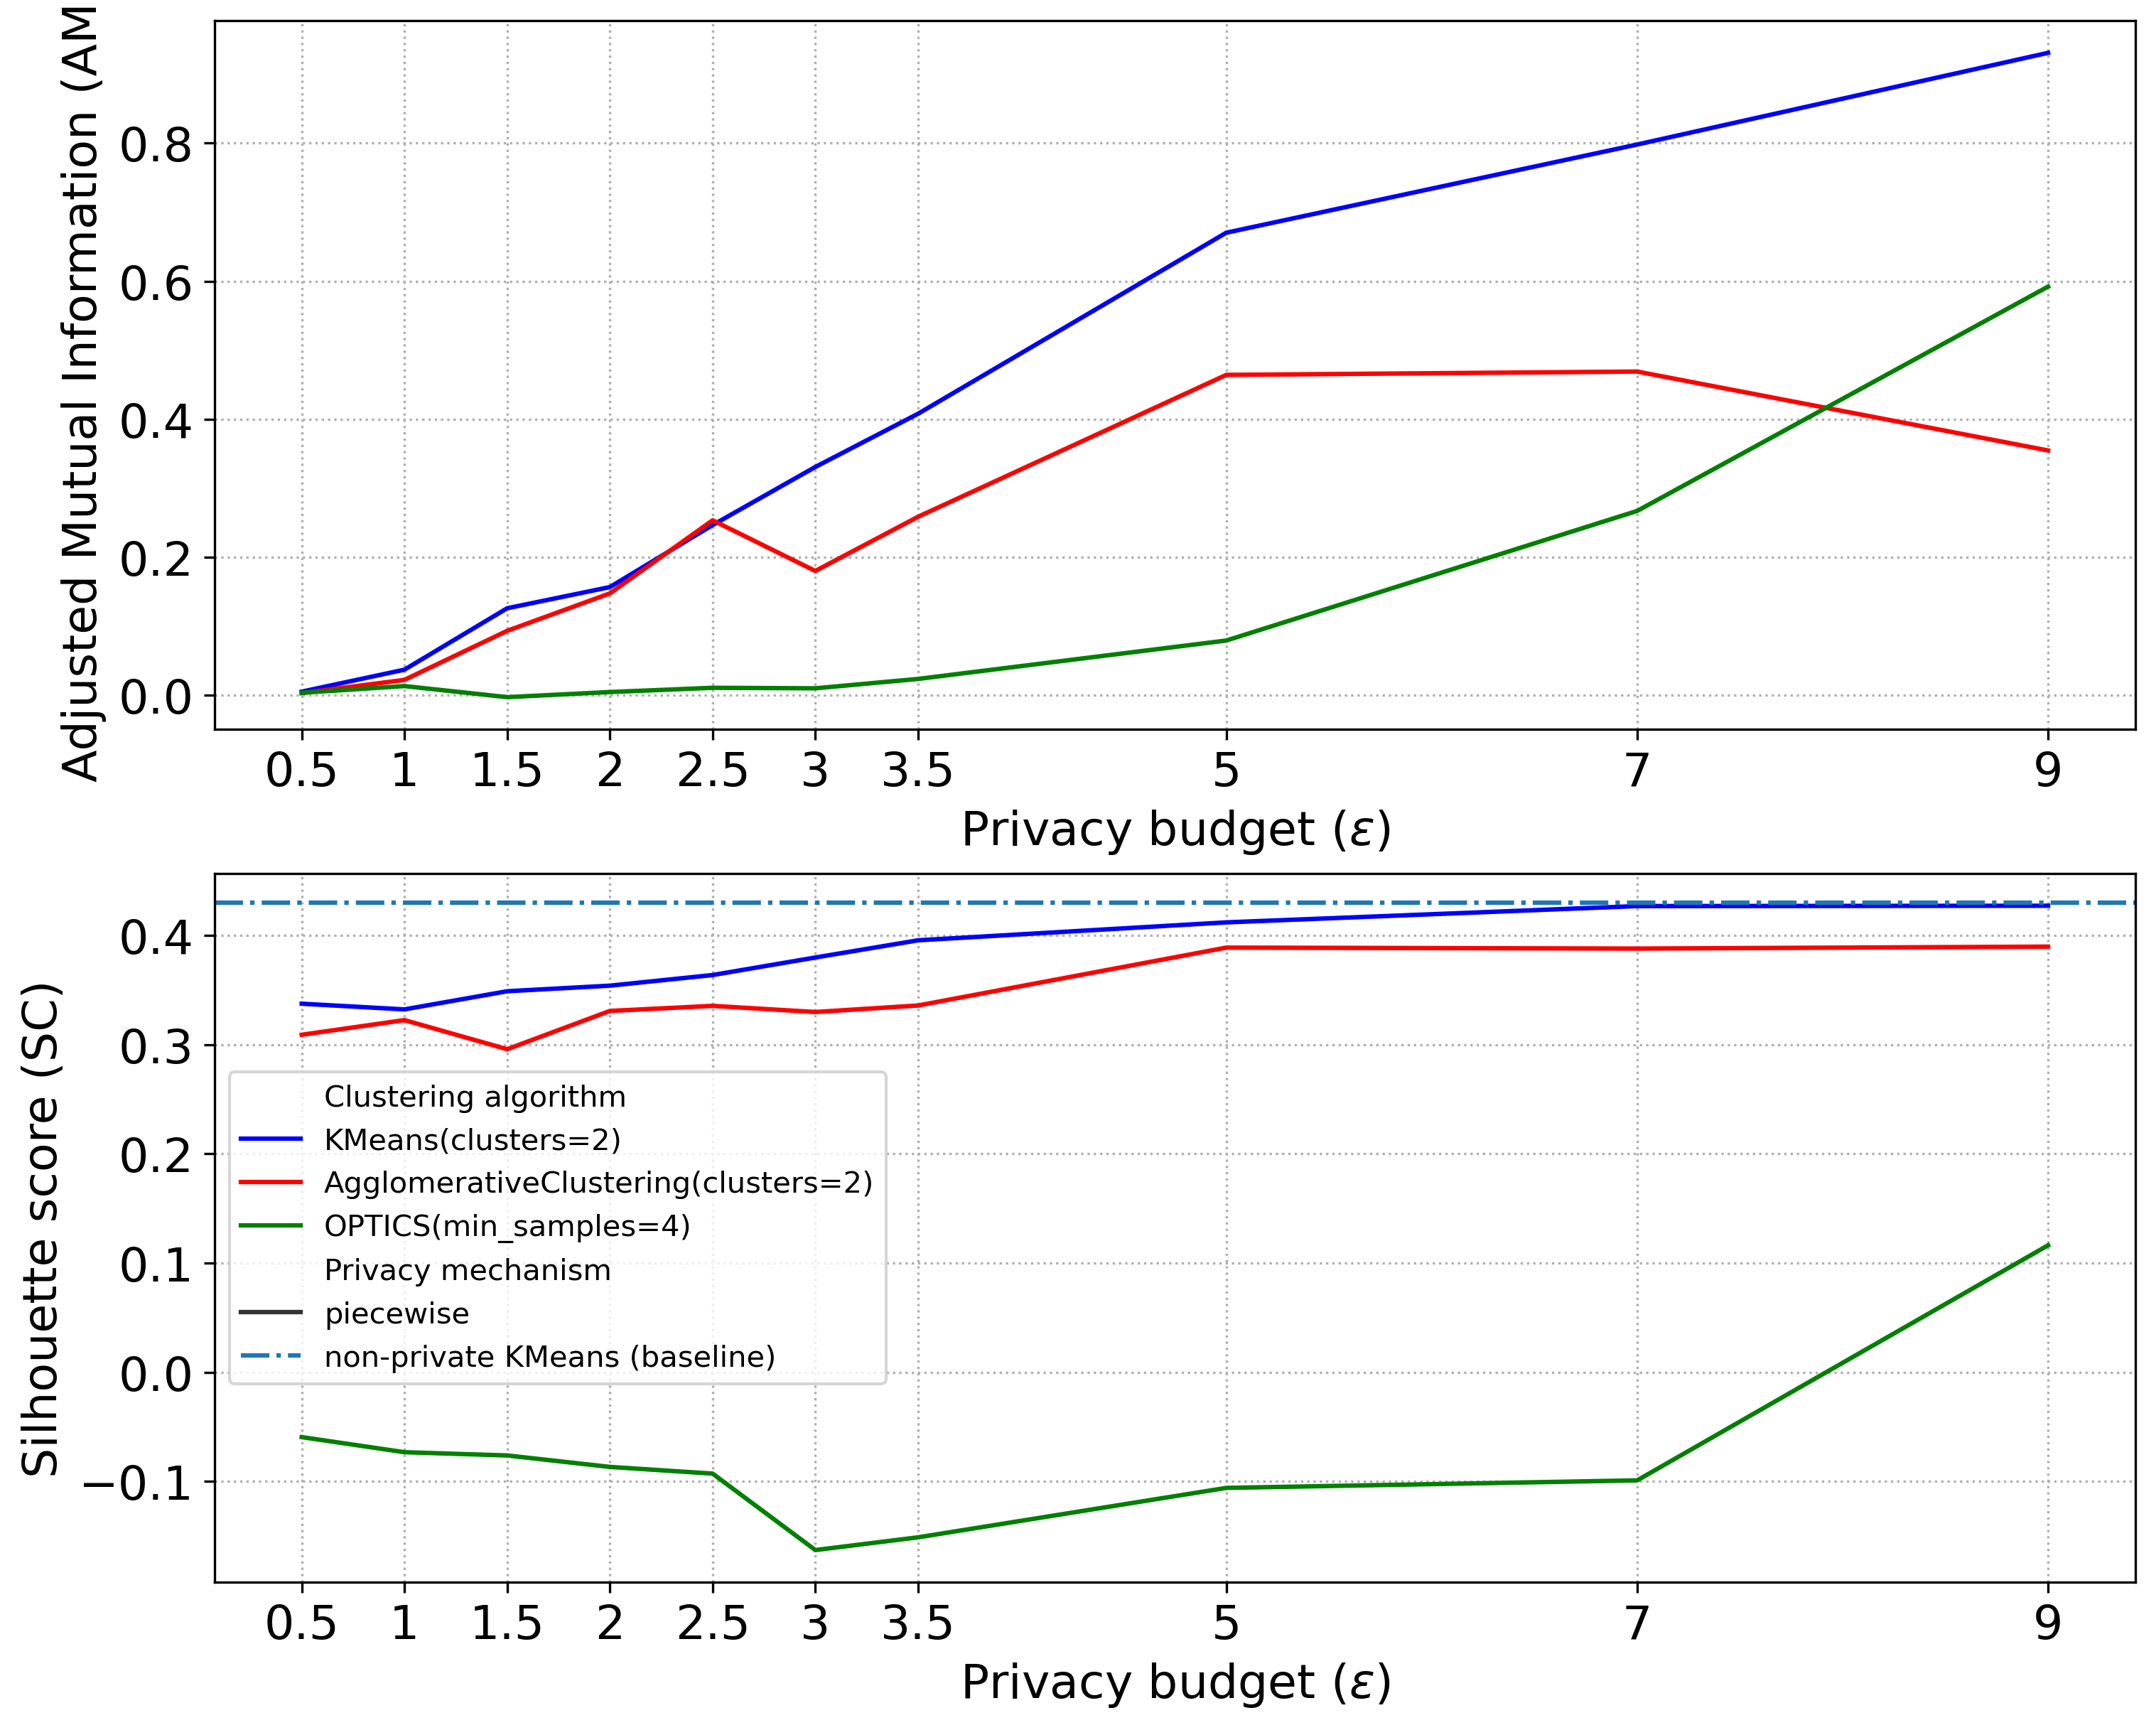 Adjusted Mutual Information (AM
0.8
0.6
0.4
0.2
0.0
0.5 1 1.5 2 2.5 3 3.5 5 7 9
Privacy budget (ε)
Silhouette score (SC)
0.4
0.3
0.2
0.1
0.0
−0.1
Clustering algorithm
KMeans(clusters=2)
AgglomerativeClustering(clusters=2)
OPTICS(min_samples=4)
Privacy mechanism
piecewise
non-private KMeans (baseline)
0.5 1 1.5 2 2.5 3 3.5 5 7 9
Privacy budget (ε)